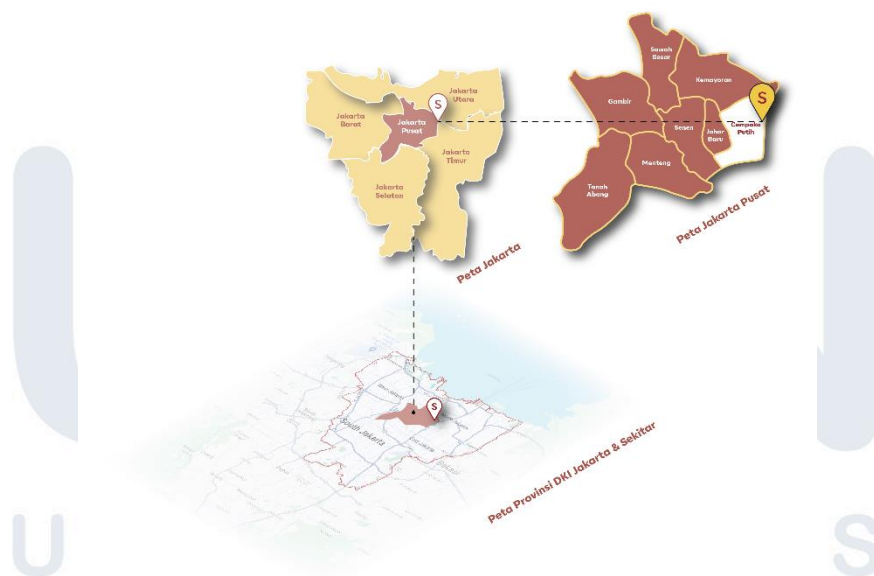 Jakarta
Utara
S
Jakarta
Barat
Jakarta
Pusat
Jakarta
Timur
Jakarta
Selatan
Peta Jakarta
Sawah
Besar
Kemayoran
Gambir
S
Senen
Johar
Baru
Cempaka
Putih
Menteng
Tanah
Abang
Peta Jakarta Pusat
S
South Jakarta
Bekasi
Peta Provinsi DKI Jakarta & Sekitar
U
S